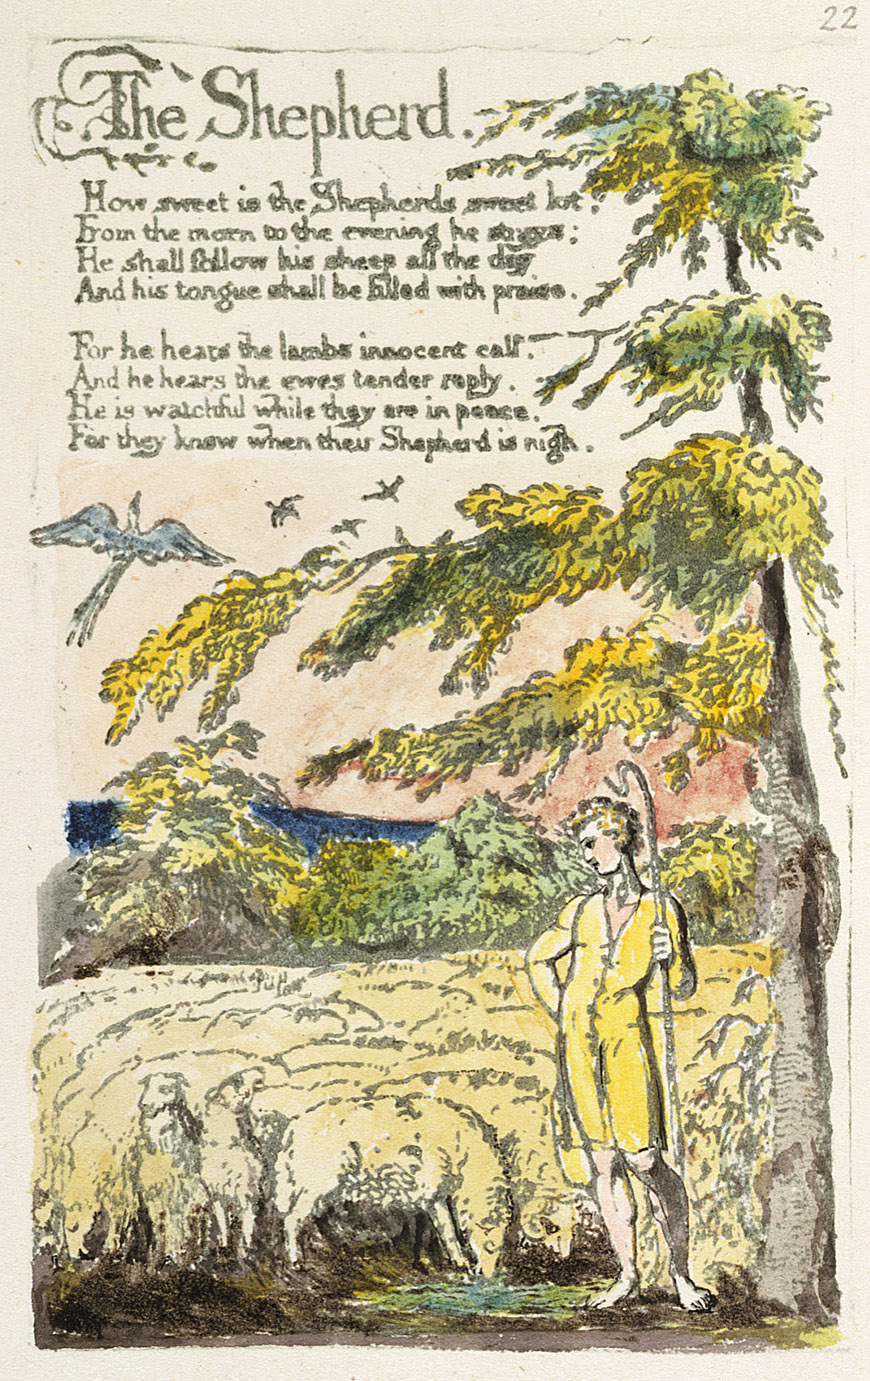 22
The Shepherd.
How sweet is the Shepherds sweet lot,
From the morn to the evening he strays:
He shall follow his sheep all the day
And his tongue shall be filled with praise.
For he hears the lambs innocent call.
And he hears the ewes tender reply.
He is watchful while they are in peace.
For they know when their Shepherd is nigh.